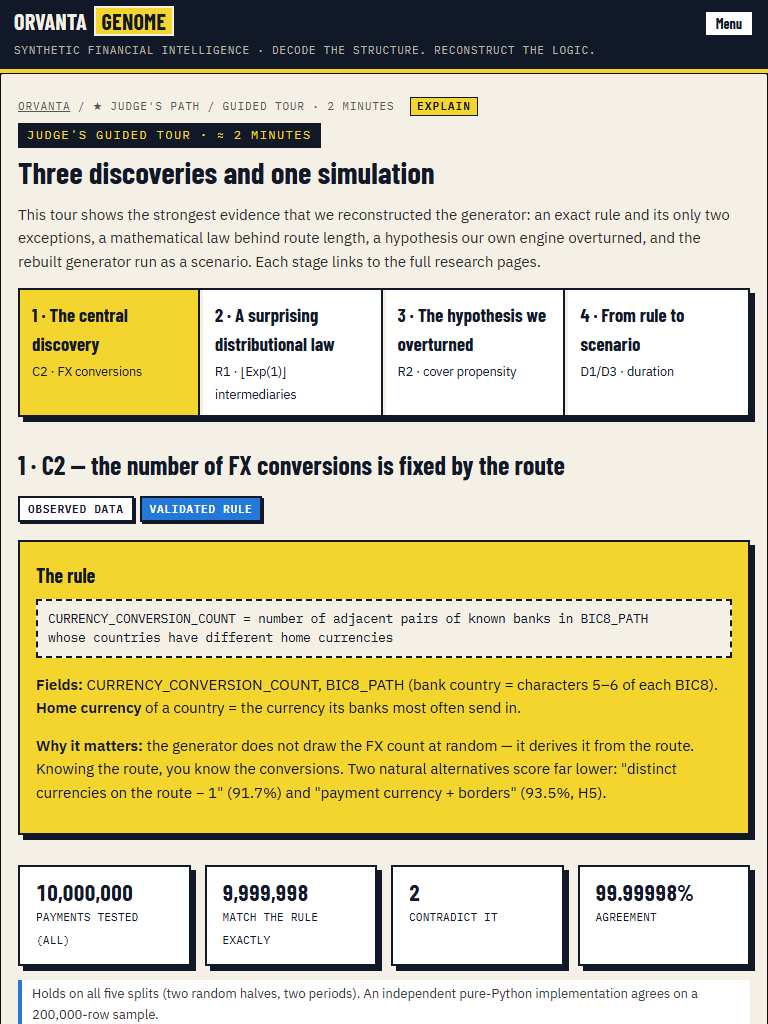 ORVANTA GENOME
Menu
SYNTHETIC FINANCIAL INTELLIGENCE · DECODE THE STRUCTURE. RECONSTRUCT THE LOGIC.
ORVANTA / ★ JUDGE'S PATH / GUIDED TOUR · 2 MINUTES EXPLAIN
JUDGE'S GUIDED TOUR · ≈ 2 MINUTES
Three discoveries and one simulation
This tour shows the strongest evidence that we reconstructed the generator: an exact rule and its only two
exceptions, a mathematical law behind route length, a hypothesis our own engine overturned, and the
rebuilt generator run as a scenario. Each stage links to the full research pages.
1 · The central
discovery
C2 · FX conversions
2 · A surprising
distributional law
R1 · ⌊Exp(1)⌋
intermediaries
3 · The hypothesis we
overturned
R2 · cover propensity
4 · From rule to
scenario
D1/D3 · duration
1 · C2 — the number of FX conversions is fixed by the route
OBSERVED DATA VALIDATED RULE
The rule
CURRENCY_CONVERSION_COUNT = number of adjacent pairs of known banks in BIC8_PATH
whose countries have different home currencies
Fields: CURRENCY_CONVERSION_COUNT, BIC8_PATH (bank country = characters 5–6 of each BIC8).
Home currency of a country = the currency its banks most often send in.
Why it matters: the generator does not draw the FX count at random — it derives it from the route.
Knowing the route, you know the conversions. Two natural alternatives score far lower: "distinct
currencies on the route − 1" (91.7%) and "payment currency + borders" (93.5%, H5).
10,000,000
PAYMENTS TESTED
(ALL)
9,999,998
MATCH THE RULE
EXACTLY
2
CONTRADICT IT
99.99998%
AGREEMENT
Holds on all five splits (two random halves, two periods). An independent pure-Python implementation agrees on a
200,000-row sample.